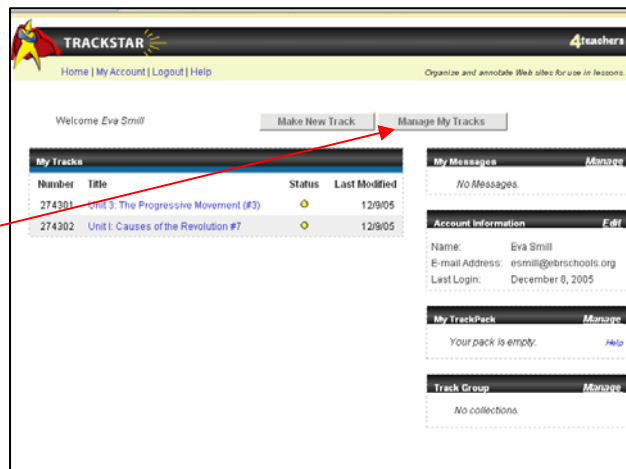 TRACKSTAR
4teachers
Home | My Account | Logout | Help
Organize and annotate Web sites for use in lessons.
Welcome Eva Smill
Make New Track
Manage My Tracks
My Tracks
Number Title Status Last Modified
274301 Unit 3: The Progressive Movement (#3) 12/9/05
274302 Unit I: Causes of the Revolution #7 12/9/05
My Messages Manage
No Messages.
Account Information Edit
Name: Eva Smill
E-mail Address: esmill@ebrschools.org
Last Login: December 8, 2005
My TrackPack Manage
Your pack is empty. Help
Track Group Manage
No collections.